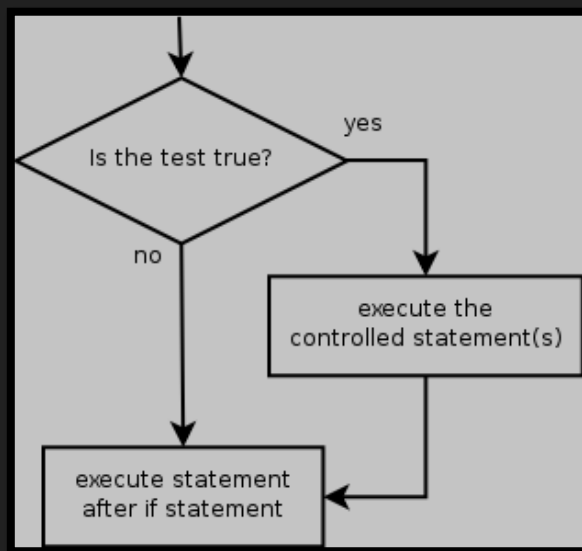 Is the test true?
yes
no
execute the
controlled statement(s)
execute statement
after if statement